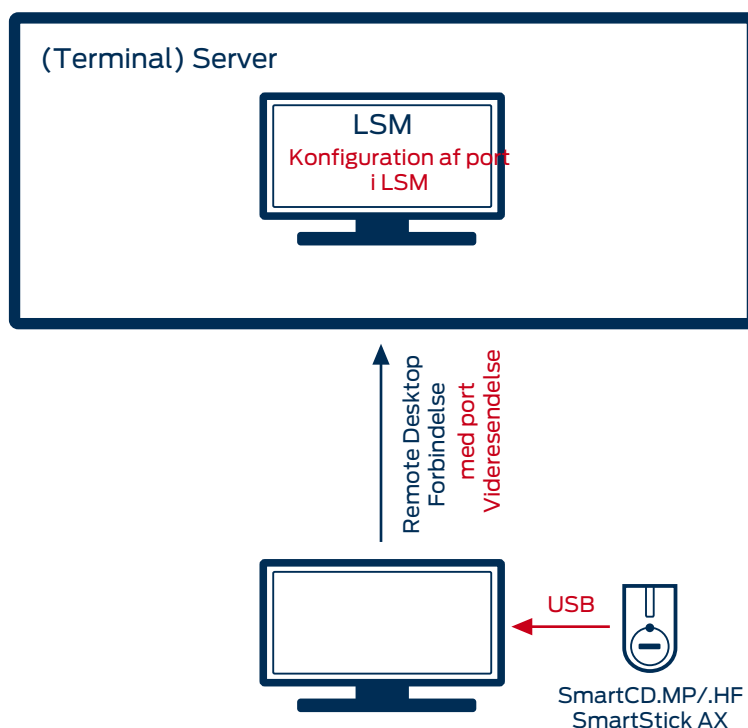 (Terminal) Server
LSM
Konfiguration af port
i LSM
Remote Desktop
Forbindelse
med port
Videresendelse
USB
SmartCD.MP/.HF
SmartStick AX